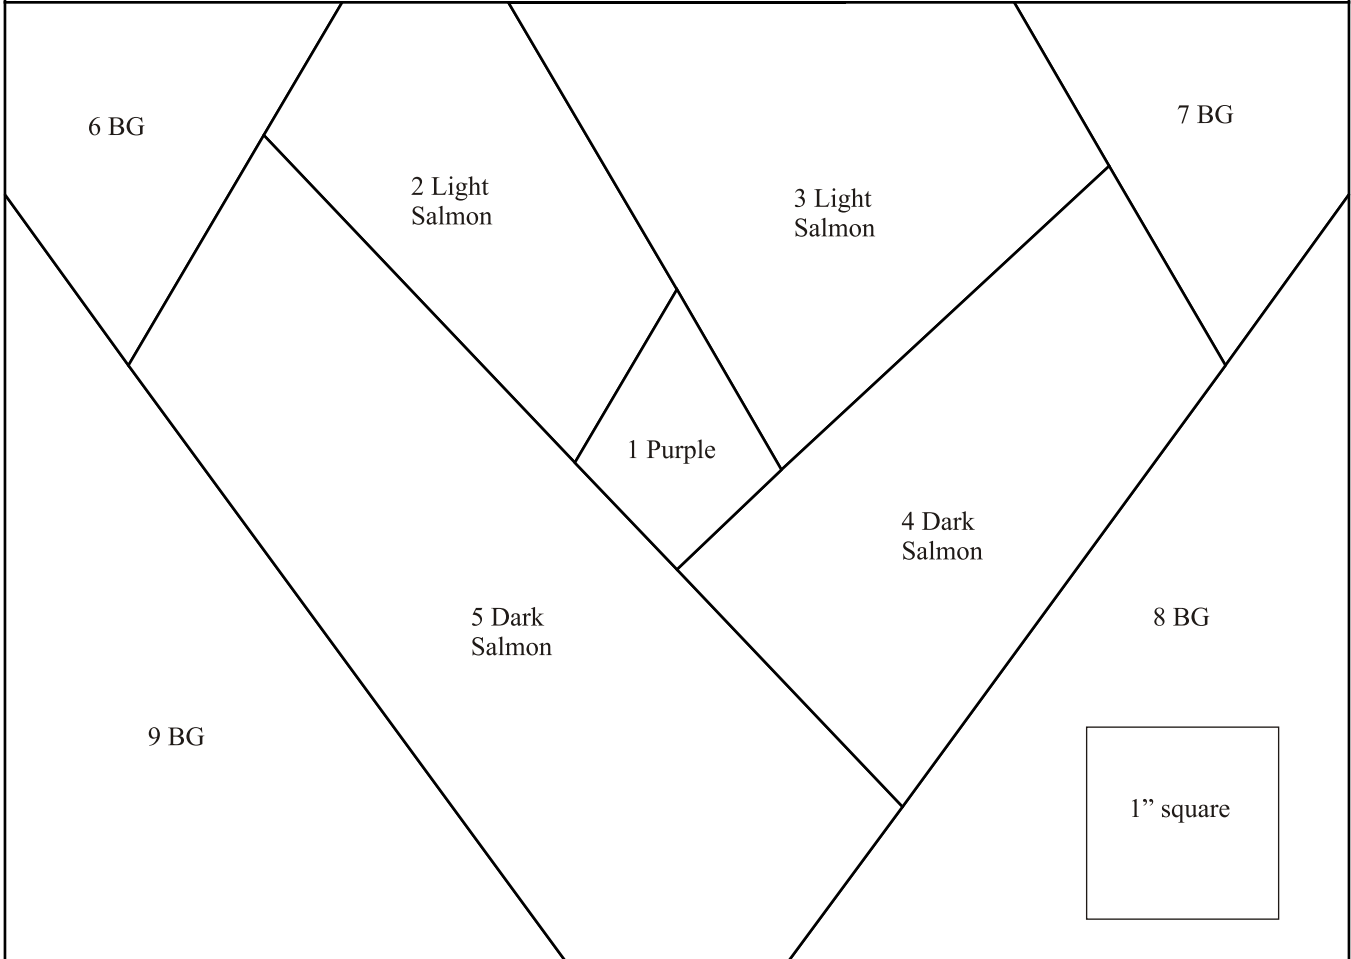 6 BG
7 BG
2 Light
Salmon
3 Light
Salmon
1 Purple
4 Dark
Salmon
5 Dark
Salmon
8 BG
9 BG
1” square